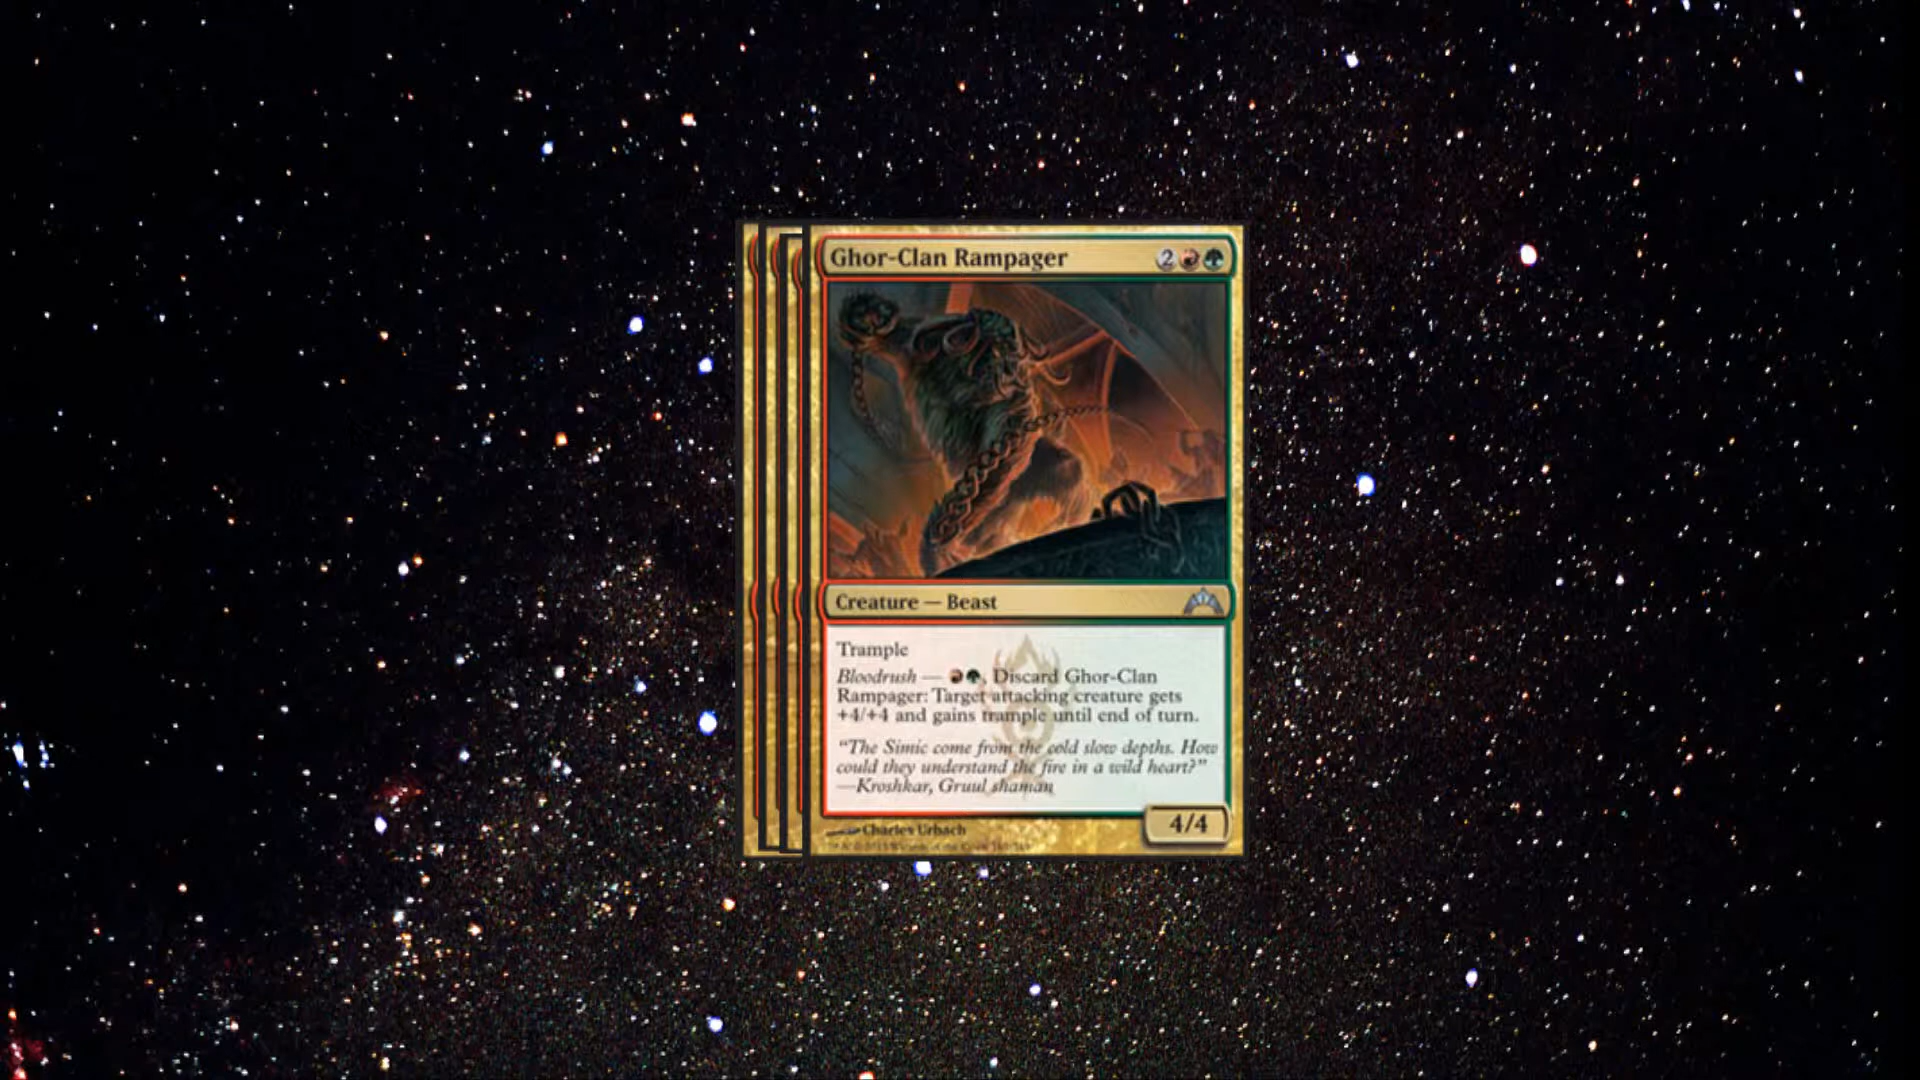 Ghor-Clan Rampager 2
Creature — Beast
Trample
Bloodrush — , Discard Ghor-Clan
Rampager: Target attacking creature gets
+4/+4 and gains trample until end of turn.
"The Simic come from the cold slow depths. How
could they understand the fire in a wild heart?"
—Kroshkar, Gruul shaman
4/4
Charles Urbach